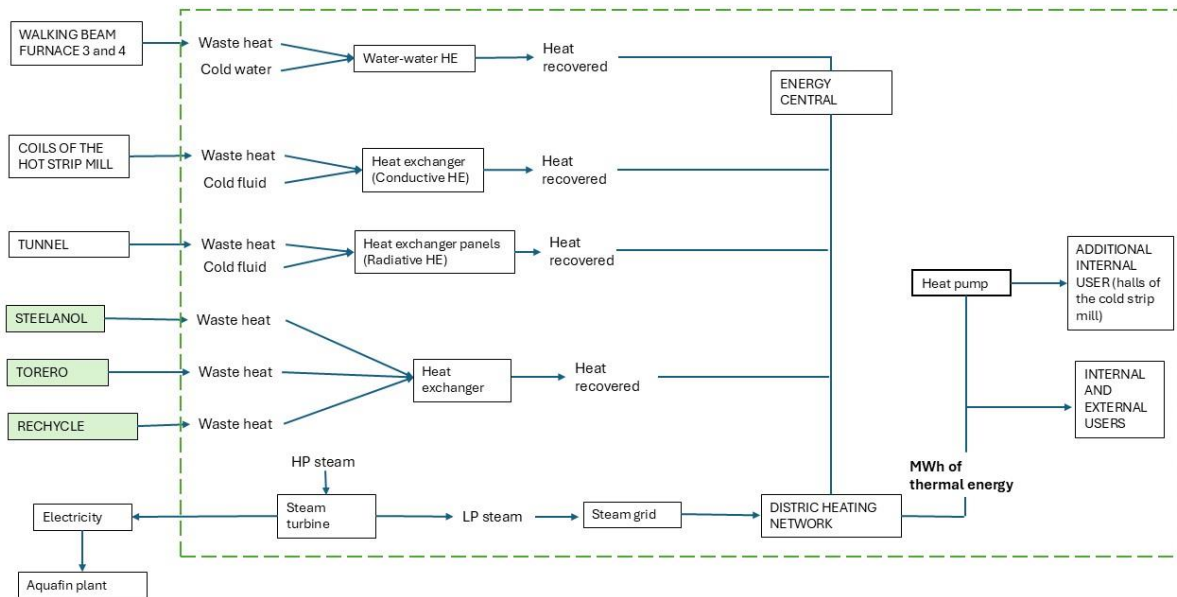 WALKING BEAM
FURNACE 3 and 4
Waste heat
Cold water
Water-water HE
Heat
recovered
ENERGY
CENTRAL
COILS OF THE
HOT STRIP MILL
Waste heat
Cold fluid
Heat exchanger
(Conductive HE)
Heat
recovered
TUNNEL
Waste heat
Cold fluid
Heat exchanger panels
(Radiative HE)
Heat
recovered
Heat pump
ADDITIONAL
INTERNAL
USER (halls of
the cold strip
mill)
STEELANOL
Waste heat
TORERO
Waste heat
Heat
exchanger
Heat
recovered
INTERNAL
AND
EXTERNAL
USERS
RECHYCLE
Waste heat
HP steam
MWh of
thermal energy
Electricity
Steam
turbine
LP steam
Steam grid
DISTRIC HEATING
NETWORK
Aquafin plant